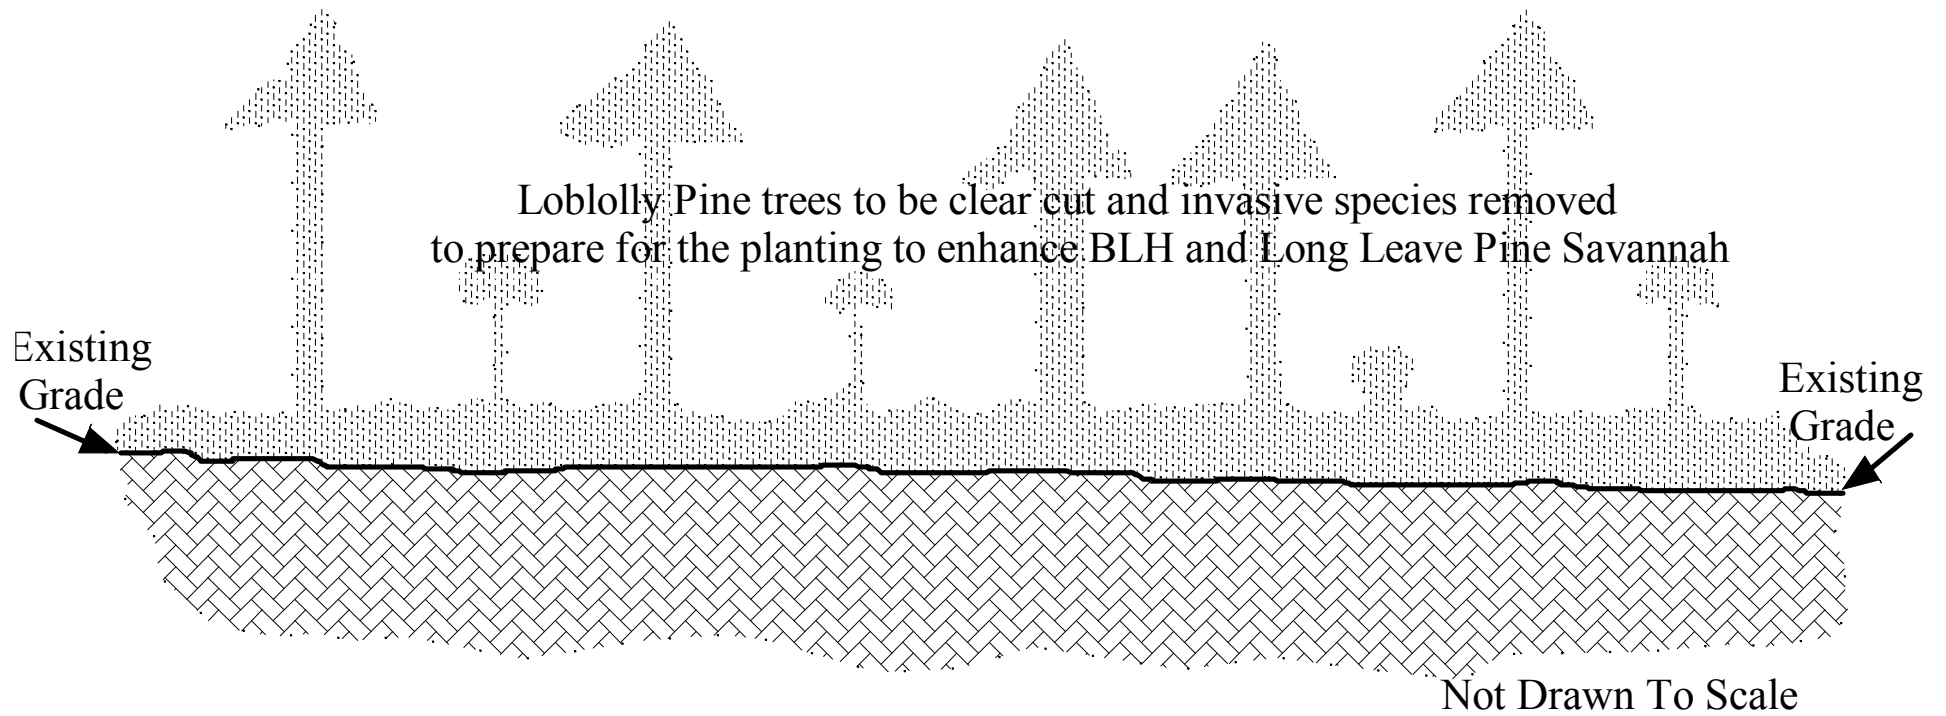 Loblolly Pine trees to be clear cut and invasive species removed
to prepare for the planting to enhance BLH and Long Leave Pine Savannah
Existing
Grade
Existing
Grade
Not Drawn To Scale